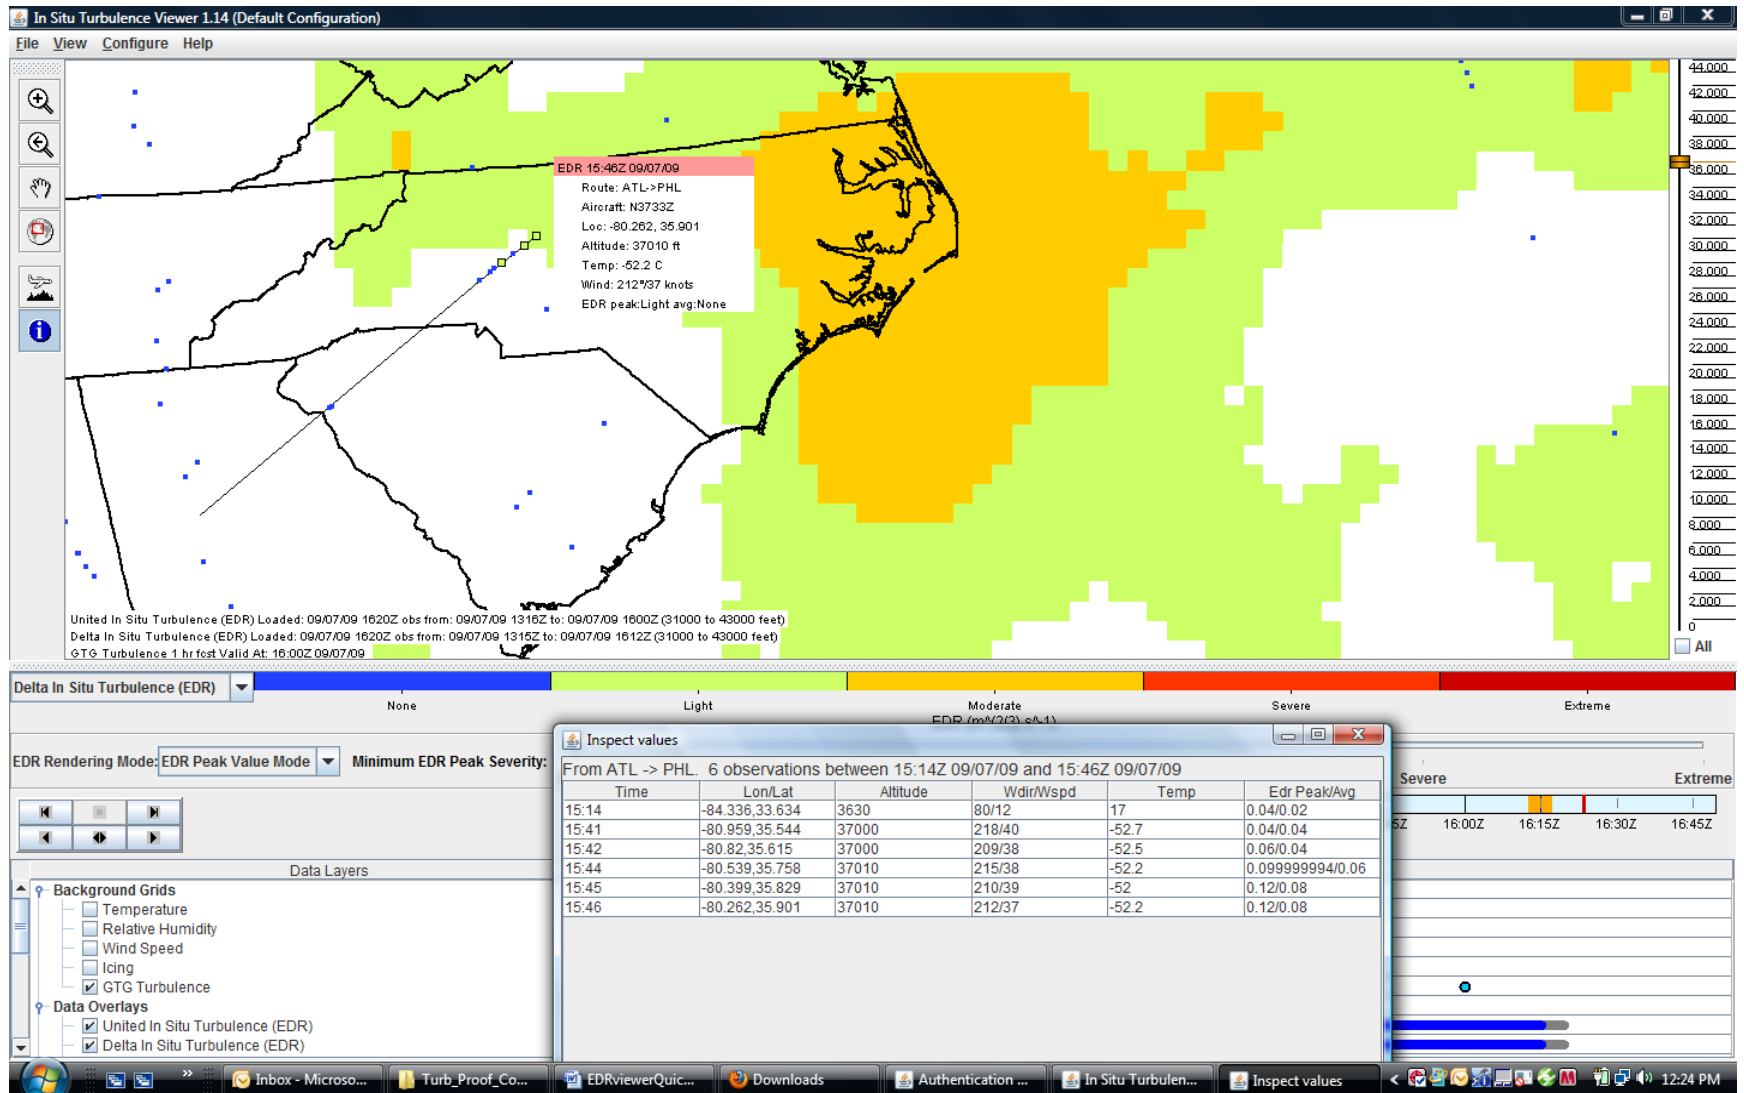 In Situ Turbulence Viewer 1.14 (Default Configuration)
File View Configure Help
44,000
42,000
40,000
38,000
36,000
34,000
32,000
30,000
28,000
26,000
24,000
22,000
20,000
18,000
16,000
14,000
12,000
10,000
8,000
6,000
4,000
2,000
0
All
EDR 15:46Z 09/07/09
Route: ATL->PHL
Aircraft: N3733Z
Loc: -80.262, 35.901
Altitude: 37010 ft
Temp: -52.2 C
Wind: 212°/37 knots
EDR peak:Light avg:None
United In Situ Turbulence (EDR) Loaded: 09/07/09 1620Z obs from: 09/07/09 1316Z to: 09/07/09 1600Z (31000 to 43000 feet)
Delta In Situ Turbulence (EDR) Loaded: 09/07/09 1620Z obs from: 09/07/09 1315Z to: 09/07/09 1612Z (31000 to 43000 feet)
GTG Turbulence 1 hr fcst Valid At: 16:00Z 09/07/09
Delta In Situ Turbulence (EDR)
None Light Moderate Severe Extreme
EDR (m^(2/3) s^-1)
EDR Rendering Mode: EDR Peak Value Mode Minimum EDR Peak Severity:
Severe Extreme
5Z 16:00Z 16:15Z 16:30Z 16:45Z
Inspect values
From ATL -> PHL. 6 observations between 15:14Z 09/07/09 and 15:46Z 09/07/09
Time Lon/Lat Altitude Wdir/Wspd Temp Edr Peak/Avg
15:14 -84.336,33.634 3630 80/12 17 0.04/0.02
15:41 -80.959,35.544 37000 218/40 -52.7 0.04/0.04
15:42 -80.82,35.615 37000 209/38 -52.5 0.06/0.04
15:44 -80.539,35.758 37010 215/38 -52.2 0.099999994/0.06
15:45 -80.399,35.829 37010 210/39 -52 0.12/0.08
15:46 -80.262,35.901 37010 212/37 -52.2 0.12/0.08
Data Layers
Background Grids
Temperature
Relative Humidity
Wind Speed
Icing
GTG Turbulence
Data Overlays
United In Situ Turbulence (EDR)
Delta In Situ Turbulence (EDR)
Inbox - Microso... Turb_Proof_Co... EDRviewerQuic... Downloads Authentication ... In Situ Turbulen... Inspect values 12:24 PM